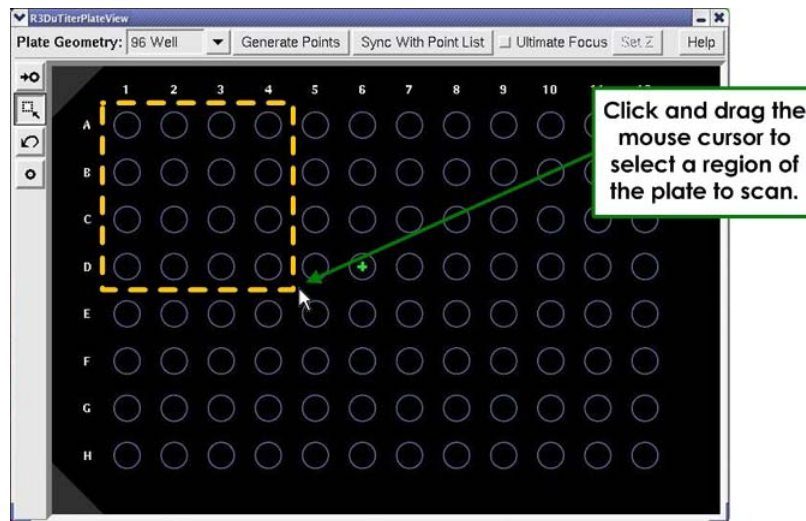 R3DuTiterPlateView
Plate Geometry: 96 Well Generate Points Sync With Point List Ultimate Focus Set Z Help
1 2 3 4 5 6 7 8 9 10
A
B
C
D
E
F
G
H
Click and drag the
mouse cursor to
select a region of
the plate to scan.